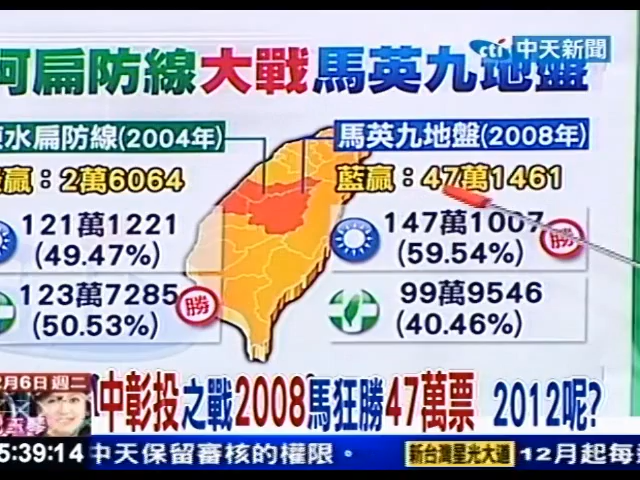 cti 中天新聞
阿扁防線大戰馬英九地盤
水扁防線(2004年)
馬英九地盤(2008年)
贏：2萬6064
藍贏：47萬1461
121萬1221
(49.47%)
147萬1007
(59.54%)
勝
123萬7285
(50.53%)
勝
99萬9546
(40.46%)
2月6日 週二
中彰投之戰2008馬狂勝47萬票 2012呢?
5:39:14
中天保留審核的權限。
新台灣星光大道
12月起每